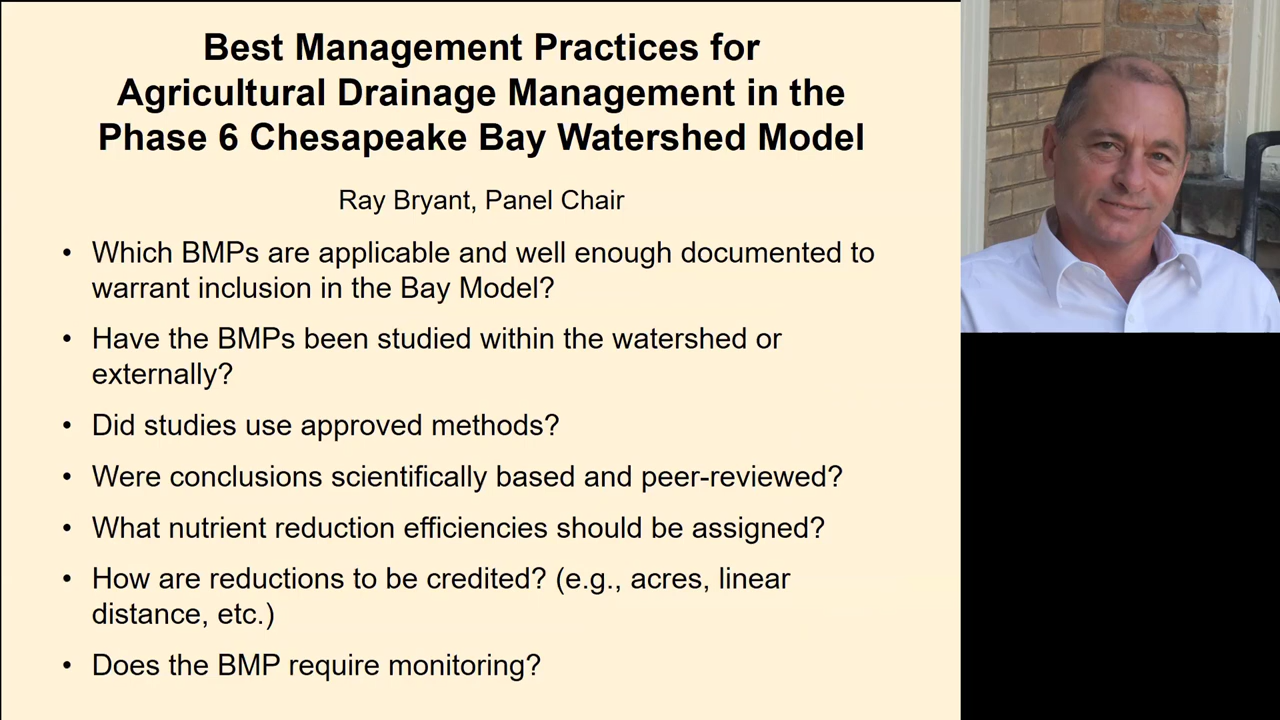 Best Management Practices for
Agricultural Drainage Management in the
Phase 6 Chesapeake Bay Watershed Model
Ray Bryant, Panel Chair
• Which BMPs are applicable and well enough documented to
warrant inclusion in the Bay Model?
• Have the BMPs been studied within the watershed or
externally?
• Did studies use approved methods?
• Were conclusions scientifically based and peer-reviewed?
• What nutrient reduction efficiencies should be assigned?
• How are reductions to be credited? (e.g., acres, linear
distance, etc.)
• Does the BMP require monitoring?